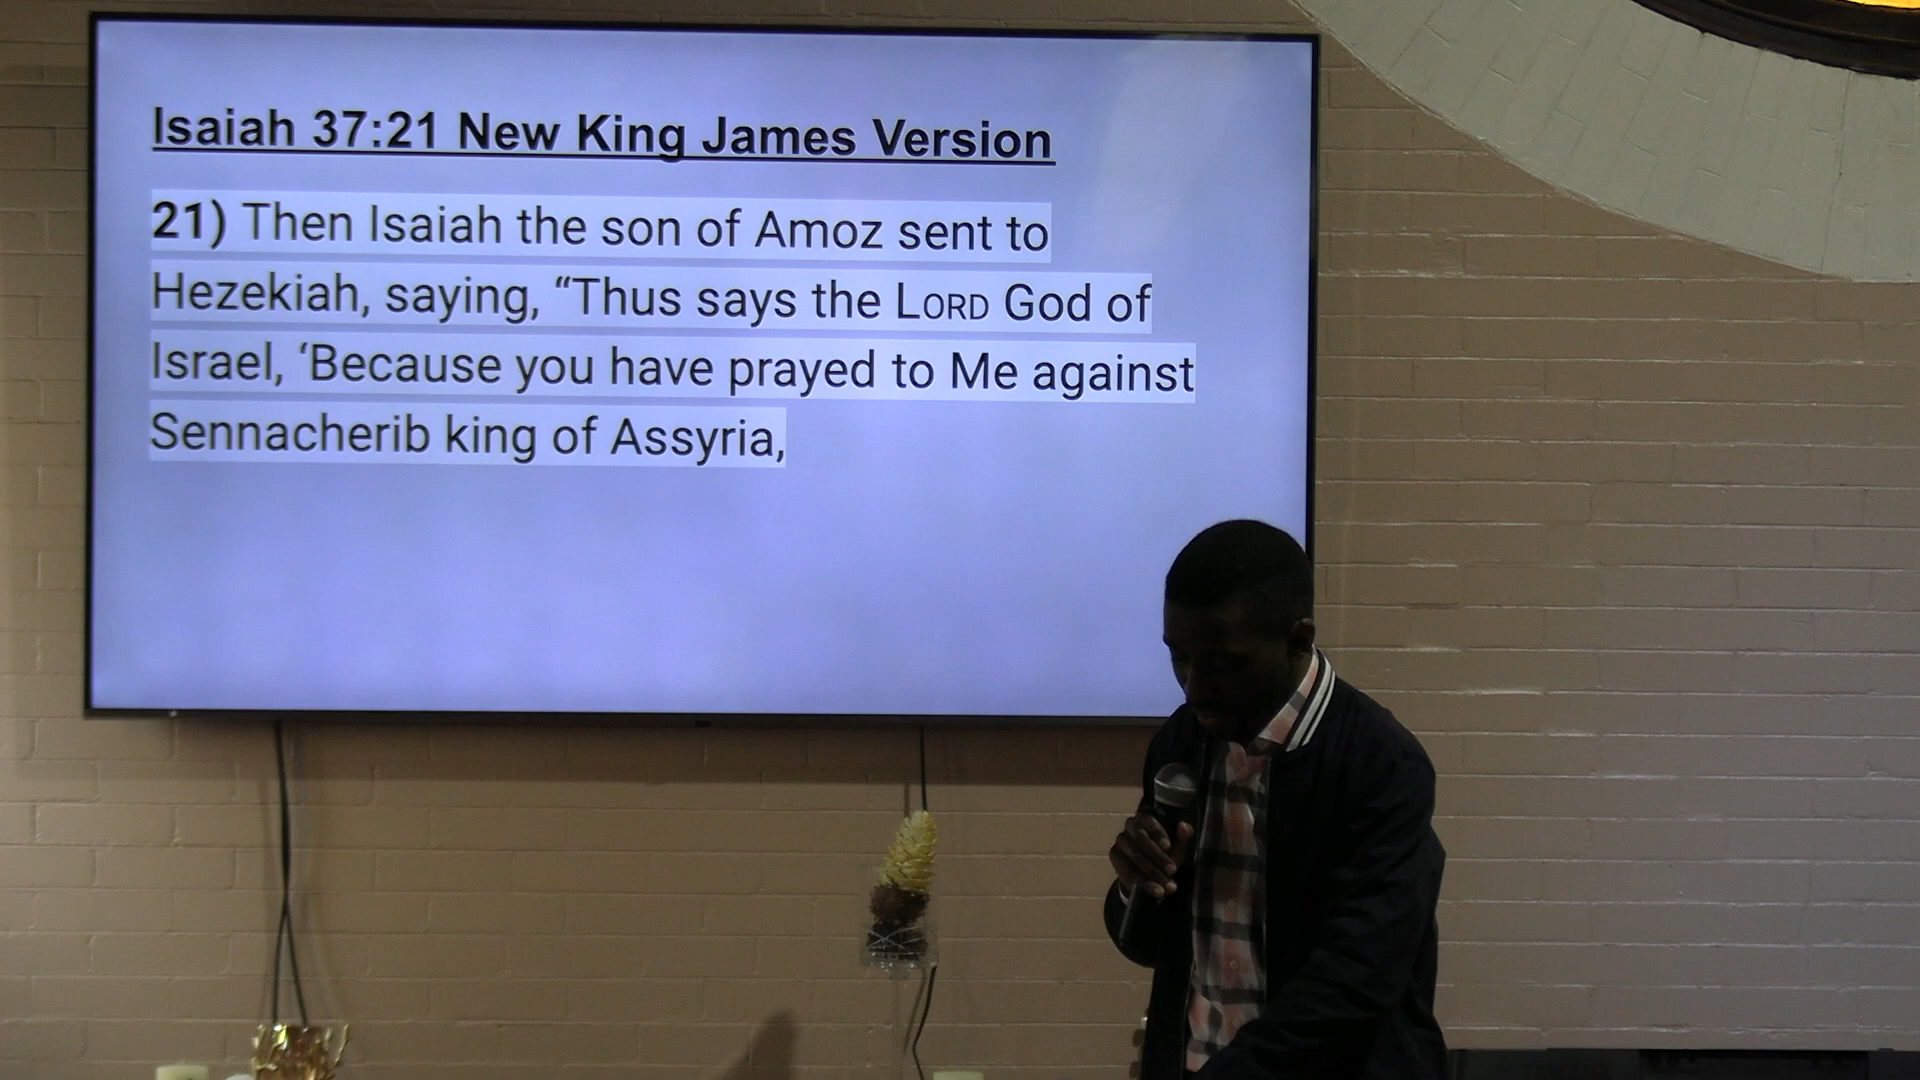 Isaiah 37:21 New King James Version
21) Then Isaiah the son of Amoz sent to
Hezekiah, saying, “Thus says the LORD God of
Israel, ‘Because you have prayed to Me against
Sennacherib king of Assyria,